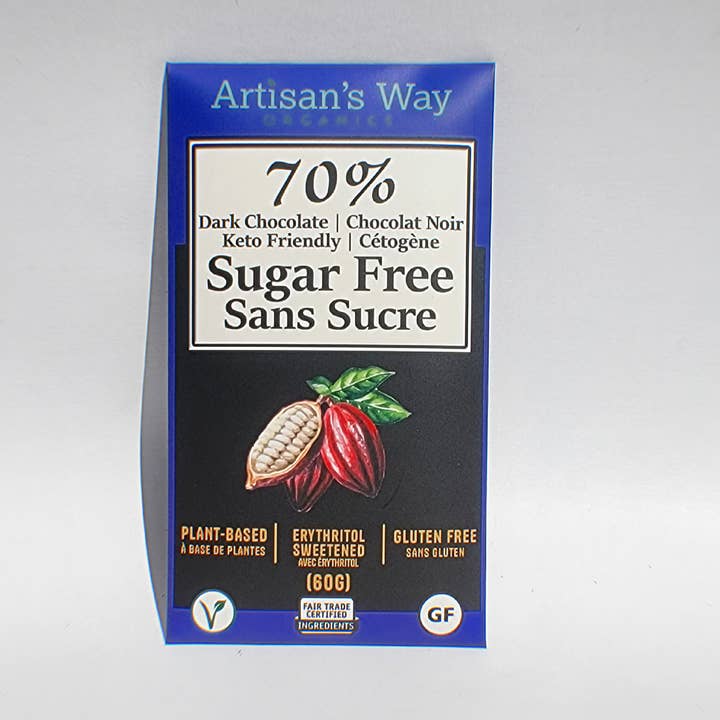 Artisan's Way
ORGANICS
70%
Dark Chocolate | Chocolat Noir
Keto Friendly | Cétogène
Sugar Free
Sans Sucre
PLANT-BASED
À BASE DE PLANTES
ERYTHRITOL
SWEETENED
AVEC ÉRYTHRITOL
(60G)
GLUTEN FREE
SANS GLUTEN
V
FAIR TRADE
CERTIFIED
INGREDIENTS
GF